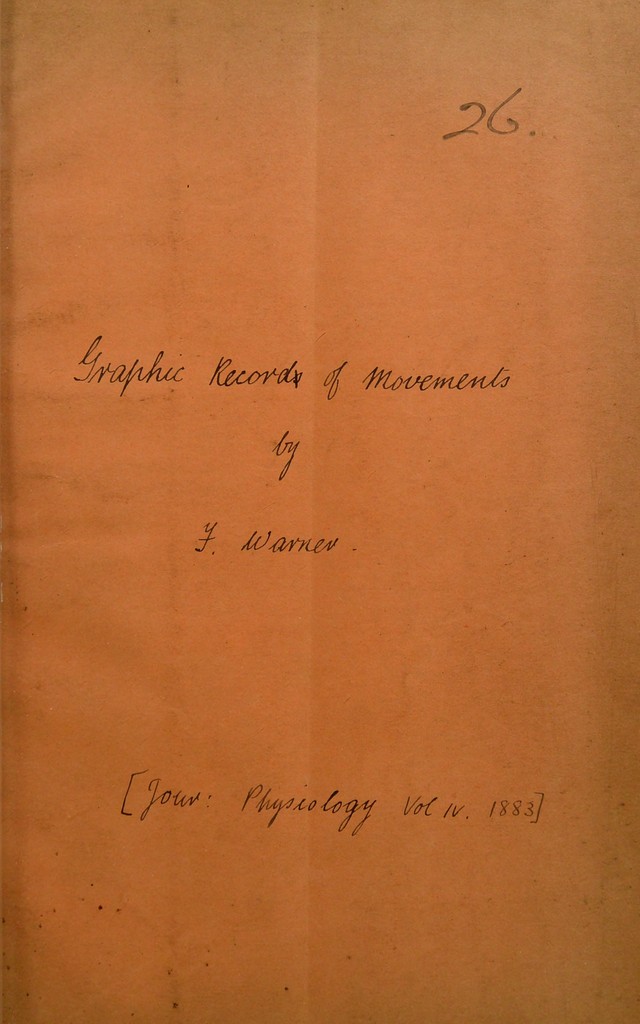 26.
Graphic Records of Movements
by
F. Warner.
[Jour: Physiology Vol IV. 1883]